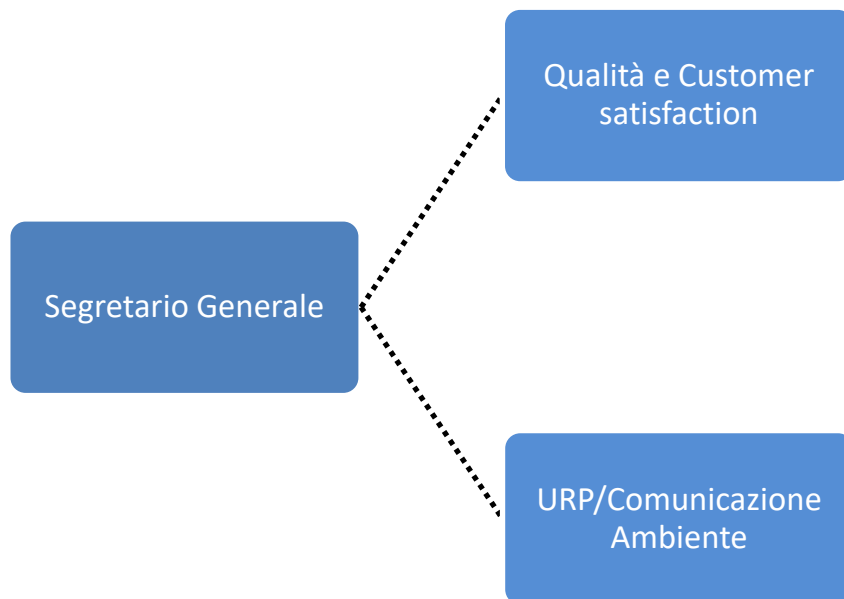 Qualità e Customer
satisfaction
Segretario Generale
URP/Comunicazione
Ambiente